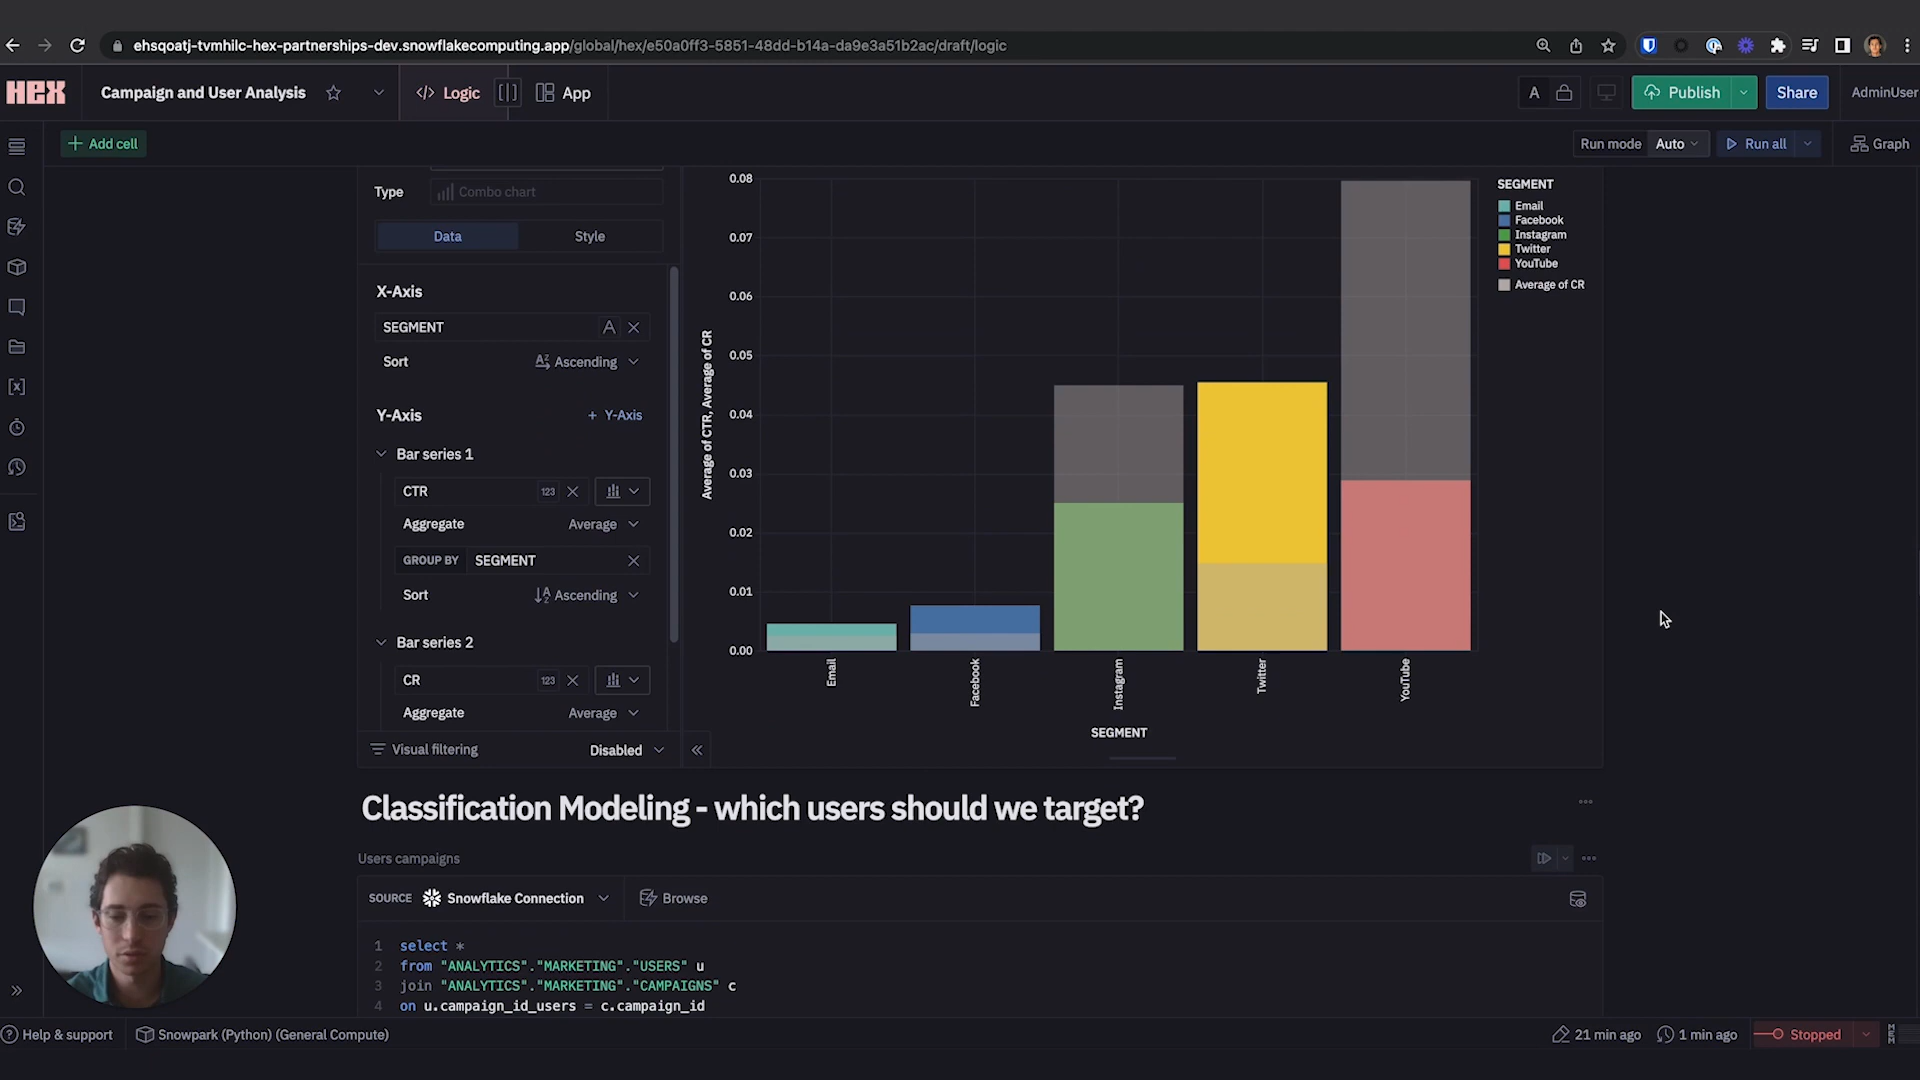 ehsqoatj-tvmhilc-hex-partnerships-dev.snowflakecomputing.app/global/hex/e50a0ff3-5851-48dd-b14a-da9e3a51b2ac/draft/logic
HEX
Campaign and User Analysis
</> Logic
App
A
Publish
Share
AdminUser
+ Add cell
Run mode Auto
Run all
Graph
Type
Combo chart
Data
Style
X-Axis
SEGMENT
Sort
Ascending
Y-Axis
+ Y-Axis
Bar series 1
CTR
123
Aggregate
Average
GROUP BY SEGMENT
Sort
Ascending
Bar series 2
CR
123
Aggregate
Average
Visual filtering
Disabled
Average of CTR, Average of CR
0.08
0.07
0.06
0.05
0.04
0.03
0.02
0.01
0.00
Email
Facebook
Instagram
Twitter
YouTube
SEGMENT
SEGMENT
Email
Facebook
Instagram
Twitter
YouTube
Average of CR
Classification Modeling - which users should we target?
Users campaigns
SOURCE Snowflake Connection
Browse
1 select *
2 from "ANALYTICS"."MARKETING"."USERS" u
3 join "ANALYTICS"."MARKETING"."CAMPAIGNS" c
4 on u.campaign_id_users = c.campaign_id
Help & support
Snowpark (Python) (General Compute)
21 min ago
1 min ago
Stopped
MEM